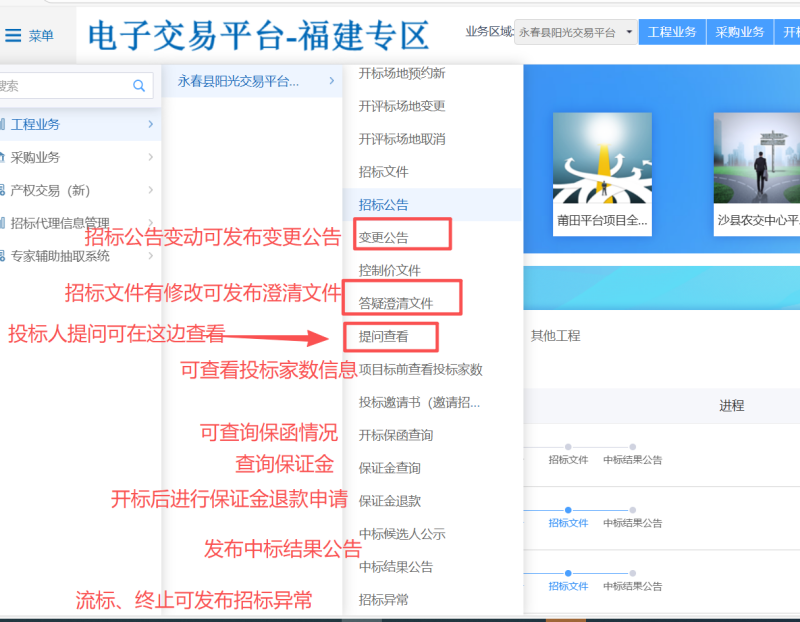 菜单
电子交易平台-福建专区
业务区域:
永春县阳光交易平台
工程业务
采购业务
开标
搜索
工程业务
采购业务
产权交易（新）
招标代理信息管理
专家辅助抽取系统
永春县阳光交易平台...
开标场地预约新
开评标场地变更
开评标场地取消
招标文件
招标公告
招标公告变动可发布变更公告
变更公告
控制价文件
招标文件有修改可发布澄清文件
答疑澄清文件
投标人提问可在这边查看
提问查看
可查看投标家数信息
项目标前查看投标家数
投标邀请书（邀请招...
可查询保函情况
开标保函查询
查询保证金
保证金查询
开标后进行保证金退款申请
保证金退款
中标候选人公示
发布中标结果公告
中标结果公告
流标、终止可发布招标异常
招标异常
莆田平台项目全...
沙县农交中心平
其他工程
进程
招标文件
中标结果公告
招标文件
中标结果公告
招标文件
中标结果公告